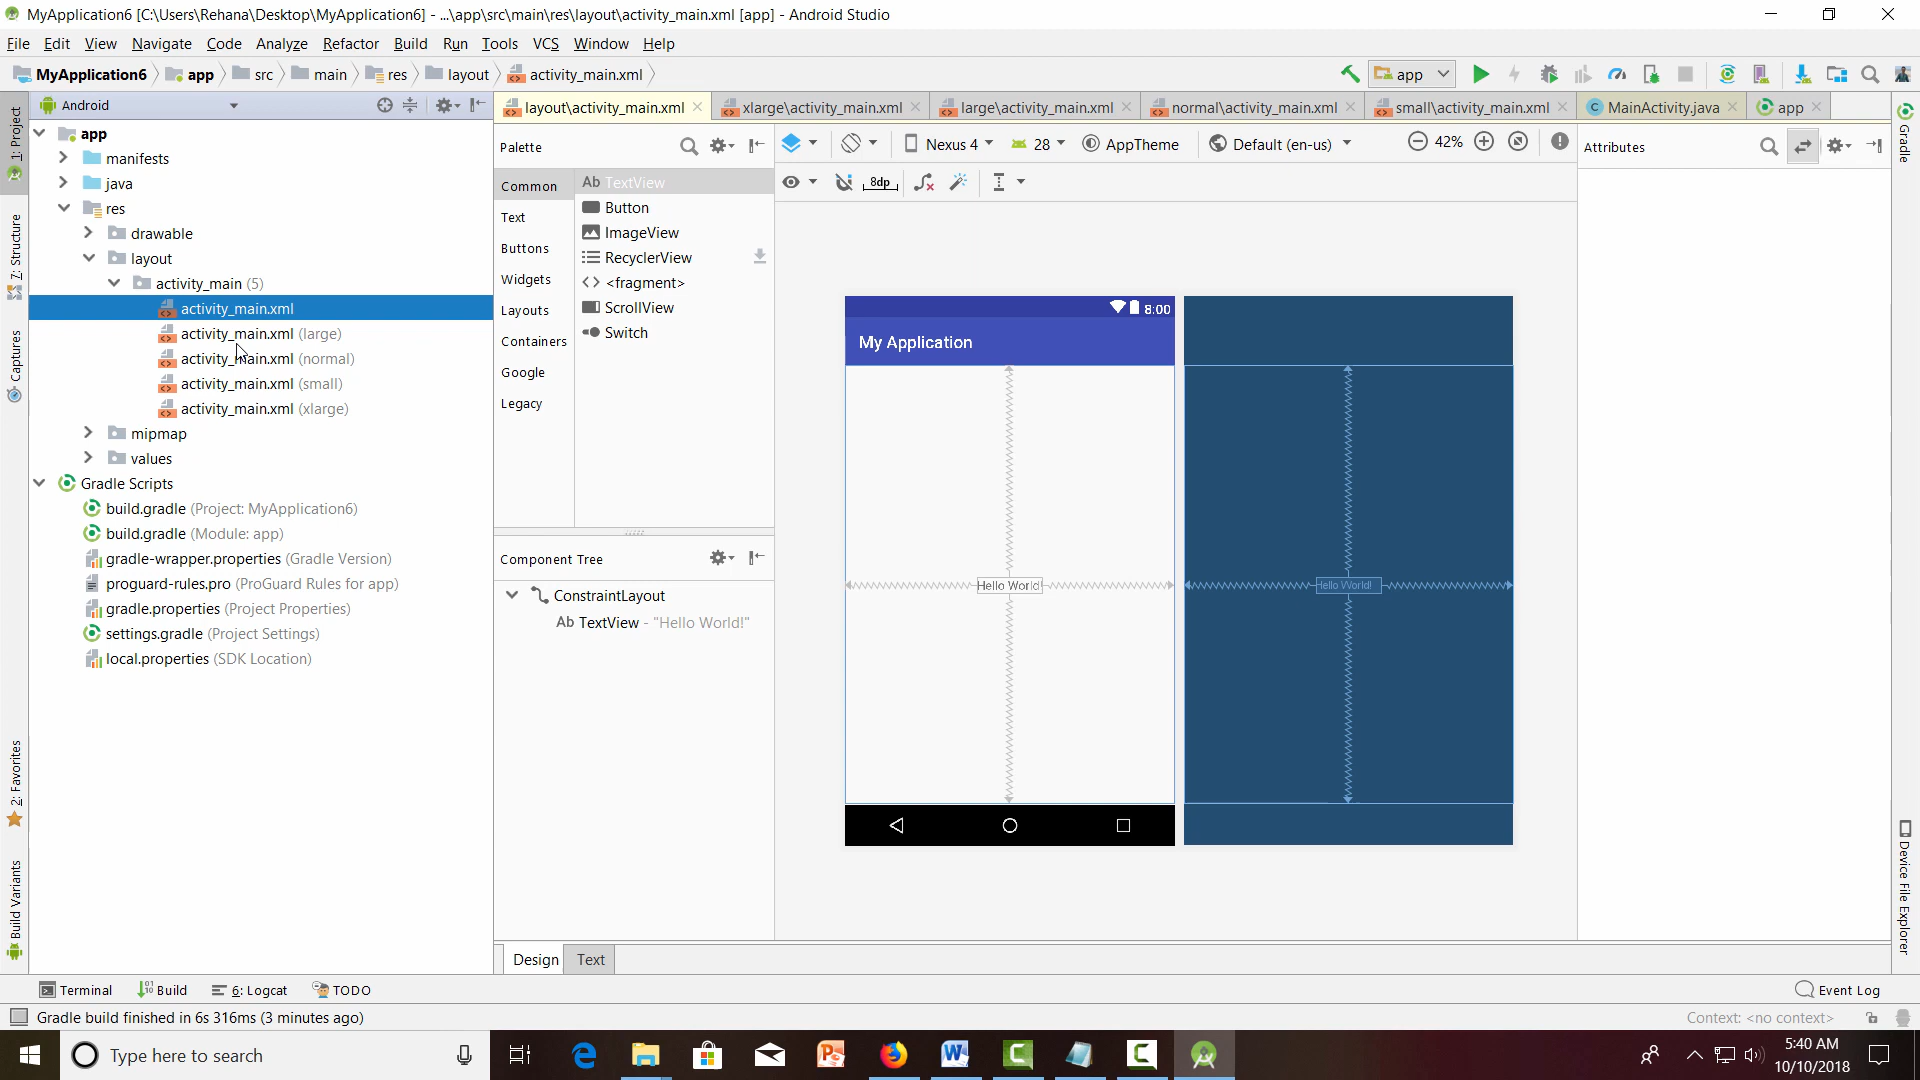 MyApplication6 [C:\Users\Rehana\Desktop\MyApplication6] - ...\app\src\main\res\layout\activity_main.xml [app] - Android Studio
File Edit View Navigate Code Analyze Refactor Build Run Tools VCS Window Help
MyApplication6 app src main res layout activity_main.xml
app
Android
layout\activity_main.xml xlarge\activity_main.xml large\activity_main.xml normal\activity_main.xml small\activity_main.xml MainActivity.java app
1: Project
7: Structure
Captures
2: Favorites
Build Variants
app
manifests
java
res
drawable
layout
activity_main (5)
activity_main.xml
activity_main.xml (large)
activity_main.xml (normal)
activity_main.xml (small)
activity_main.xml (xlarge)
mipmap
values
Gradle Scripts
build.gradle (Project: MyApplication6)
build.gradle (Module: app)
gradle-wrapper.properties (Gradle Version)
proguard-rules.pro (ProGuard Rules for app)
gradle.properties (Project Properties)
settings.gradle (Project Settings)
local.properties (SDK Location)
Palette
Common
Text
Buttons
Widgets
Layouts
Containers
Google
Legacy
Ab TextView
Button
ImageView
RecyclerView
<fragment>
ScrollView
Switch
Component Tree
ConstraintLayout
Ab TextView - "Hello World!"
Nexus 4 28 AppTheme Default (en-us) 42%
8dp
8:00
My Application
Hello World!
Hello World!
Attributes
Gradle
Device File Explorer
Design Text
Terminal Build 6: Logcat TODO Event Log
Gradle build finished in 6s 316ms (3 minutes ago) Context: <no context>
Type here to search
5:40 AM
10/10/2018